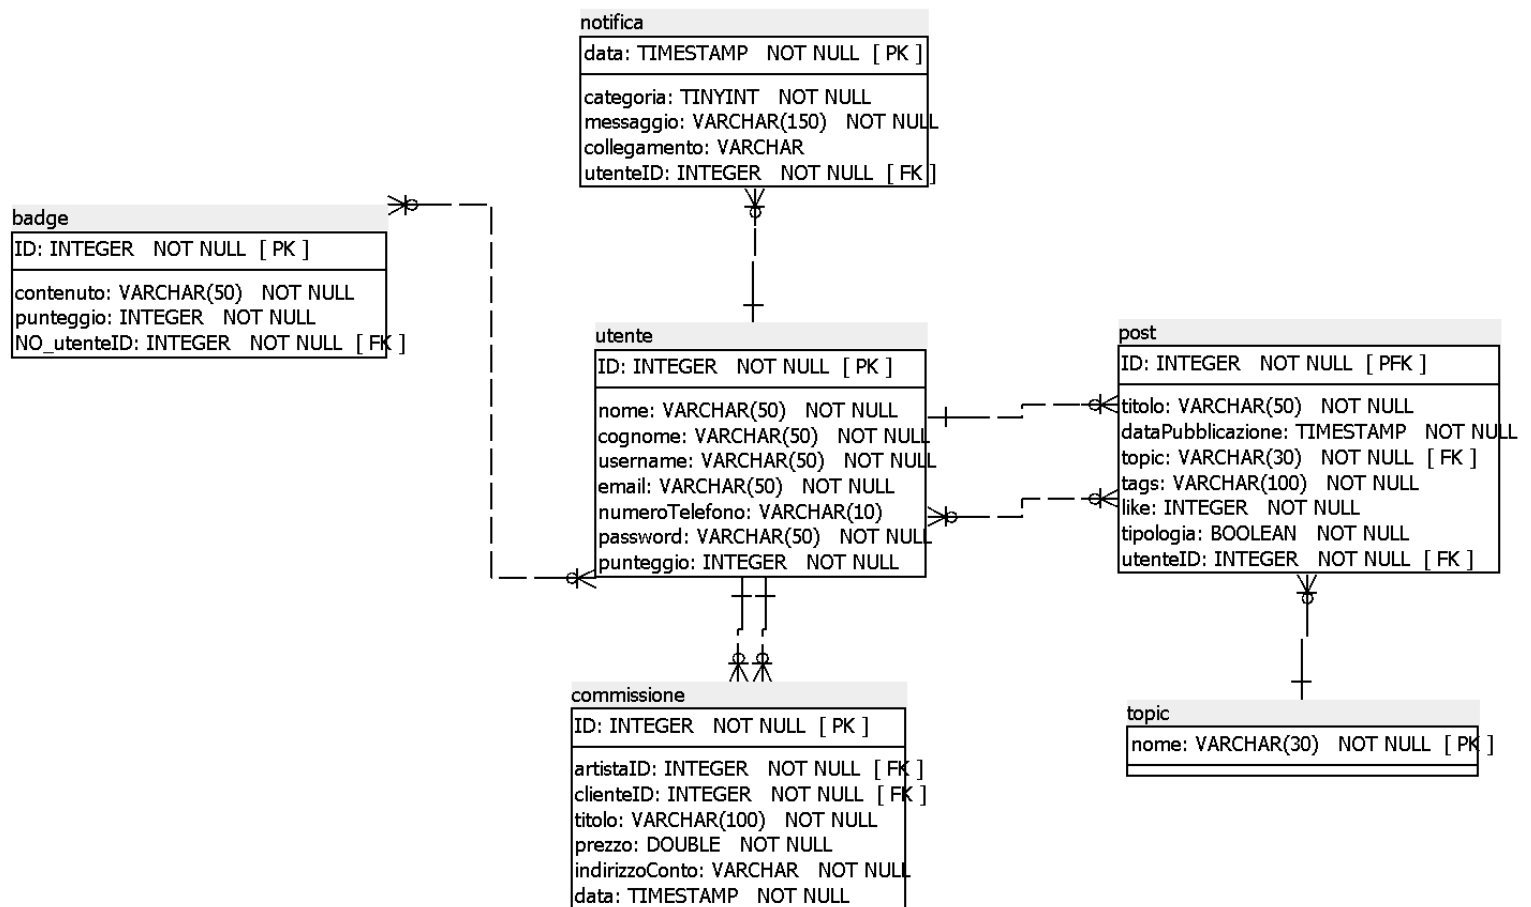 notifica
data: TIMESTAMP NOT NULL [ PK ]
categoria: TINYINT NOT NULL
messaggio: VARCHAR(150) NOT NULL
collegamento: VARCHAR
utenteID: INTEGER NOT NULL [ FK ]
badge
ID: INTEGER NOT NULL [ PK ]
contenuto: VARCHAR(50) NOT NULL
punteggio: INTEGER NOT NULL
NO_utenteID: INTEGER NOT NULL [ FK ]
utente
ID: INTEGER NOT NULL [ PK ]
nome: VARCHAR(50) NOT NULL
cognome: VARCHAR(50) NOT NULL
username: VARCHAR(50) NOT NULL
email: VARCHAR(50) NOT NULL
numeroTelefono: VARCHAR(10)
password: VARCHAR(50) NOT NULL
punteggio: INTEGER NOT NULL
post
ID: INTEGER NOT NULL [ PFK ]
titolo: VARCHAR(50) NOT NULL
dataPubblicazione: TIMESTAMP NOT NULL
topic: VARCHAR(30) NOT NULL [ FK ]
tags: VARCHAR(100) NOT NULL
like: INTEGER NOT NULL
tipologia: BOOLEAN NOT NULL
utenteID: INTEGER NOT NULL [ FK ]
commissione
ID: INTEGER NOT NULL [ PK ]
artistaID: INTEGER NOT NULL [ FK ]
clienteID: INTEGER NOT NULL [ FK ]
titolo: VARCHAR(100) NOT NULL
prezzo: DOUBLE NOT NULL
indirizzoConto: VARCHAR NOT NULL
data: TIMESTAMP NOT NULL
topic
nome: VARCHAR(30) NOT NULL [ PK ]